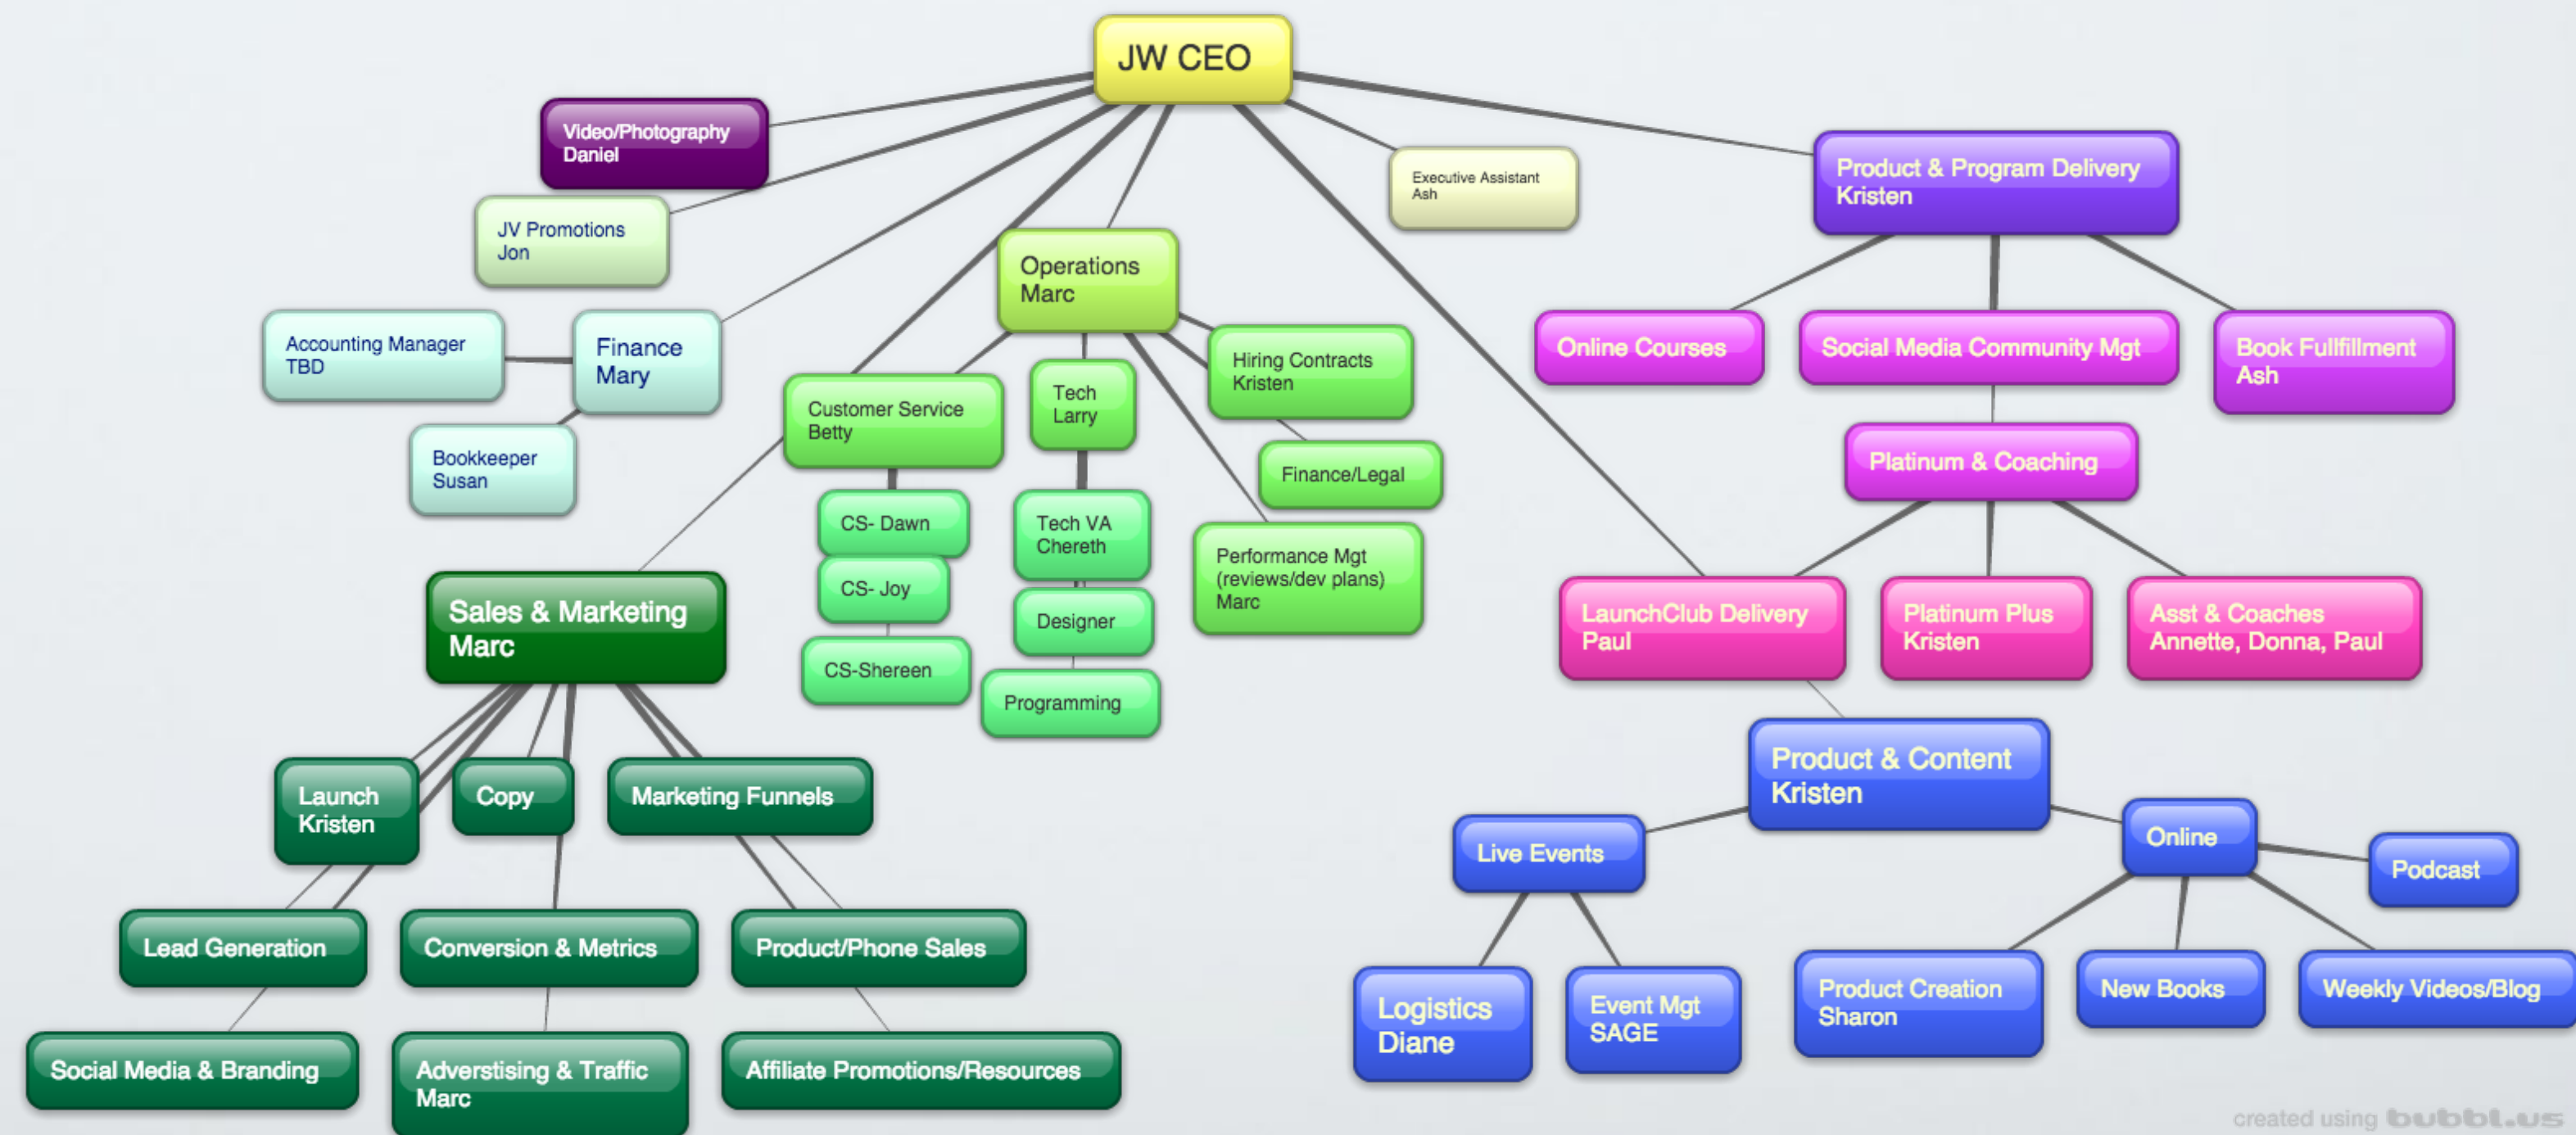 JW CEO
Video/Photography
Daniel
JV Promotions
Jon
Executive Assistant
Ash
Product & Program Delivery
Kristen
Operations
Marc
Accounting Manager
TBD
Finance
Mary
Bookkeeper
Susan
Customer Service
Betty
Tech
Larry
Hiring Contracts
Kristen
Finance/Legal
Performance Mgt
(reviews/dev plans)
Marc
CS- Dawn
CS- Joy
CS-Shereen
Tech VA
Chereth
Designer
Programming
Online Courses
Social Media Community Mgt
Book Fullfillment
Ash
Platinum & Coaching
LaunchClub Delivery
Paul
Platinum Plus
Kristen
Asst & Coaches
Annette, Donna, Paul
Sales & Marketing
Marc
Launch
Kristen
Copy
Marketing Funnels
Lead Generation
Conversion & Metrics
Product/Phone Sales
Social Media & Branding
Adverstising & Traffic
Marc
Affiliate Promotions/Resources
Product & Content
Kristen
Live Events
Online
Podcast
Logistics
Diane
Event Mgt
SAGE
Product Creation
Sharon
New Books
Weekly Videos/Blog
created using bubbl.us